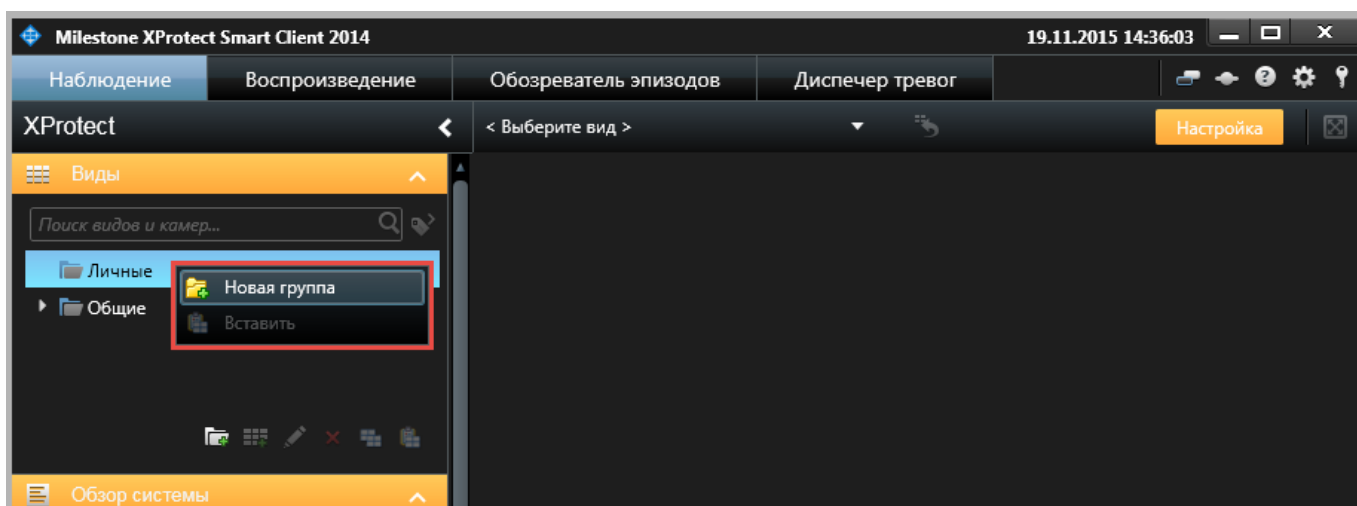 Milestone XProtect Smart Client 2014 19.11.2015 14:36:03
Наблюдение Воспроизведение Обозреватель эпизодов Диспечер тревог
XProtect < Выберите вид > Настройка
Виды
Поиск видов и камер...
Личные
Новая группа
Общие
Вставить
Обзор системы